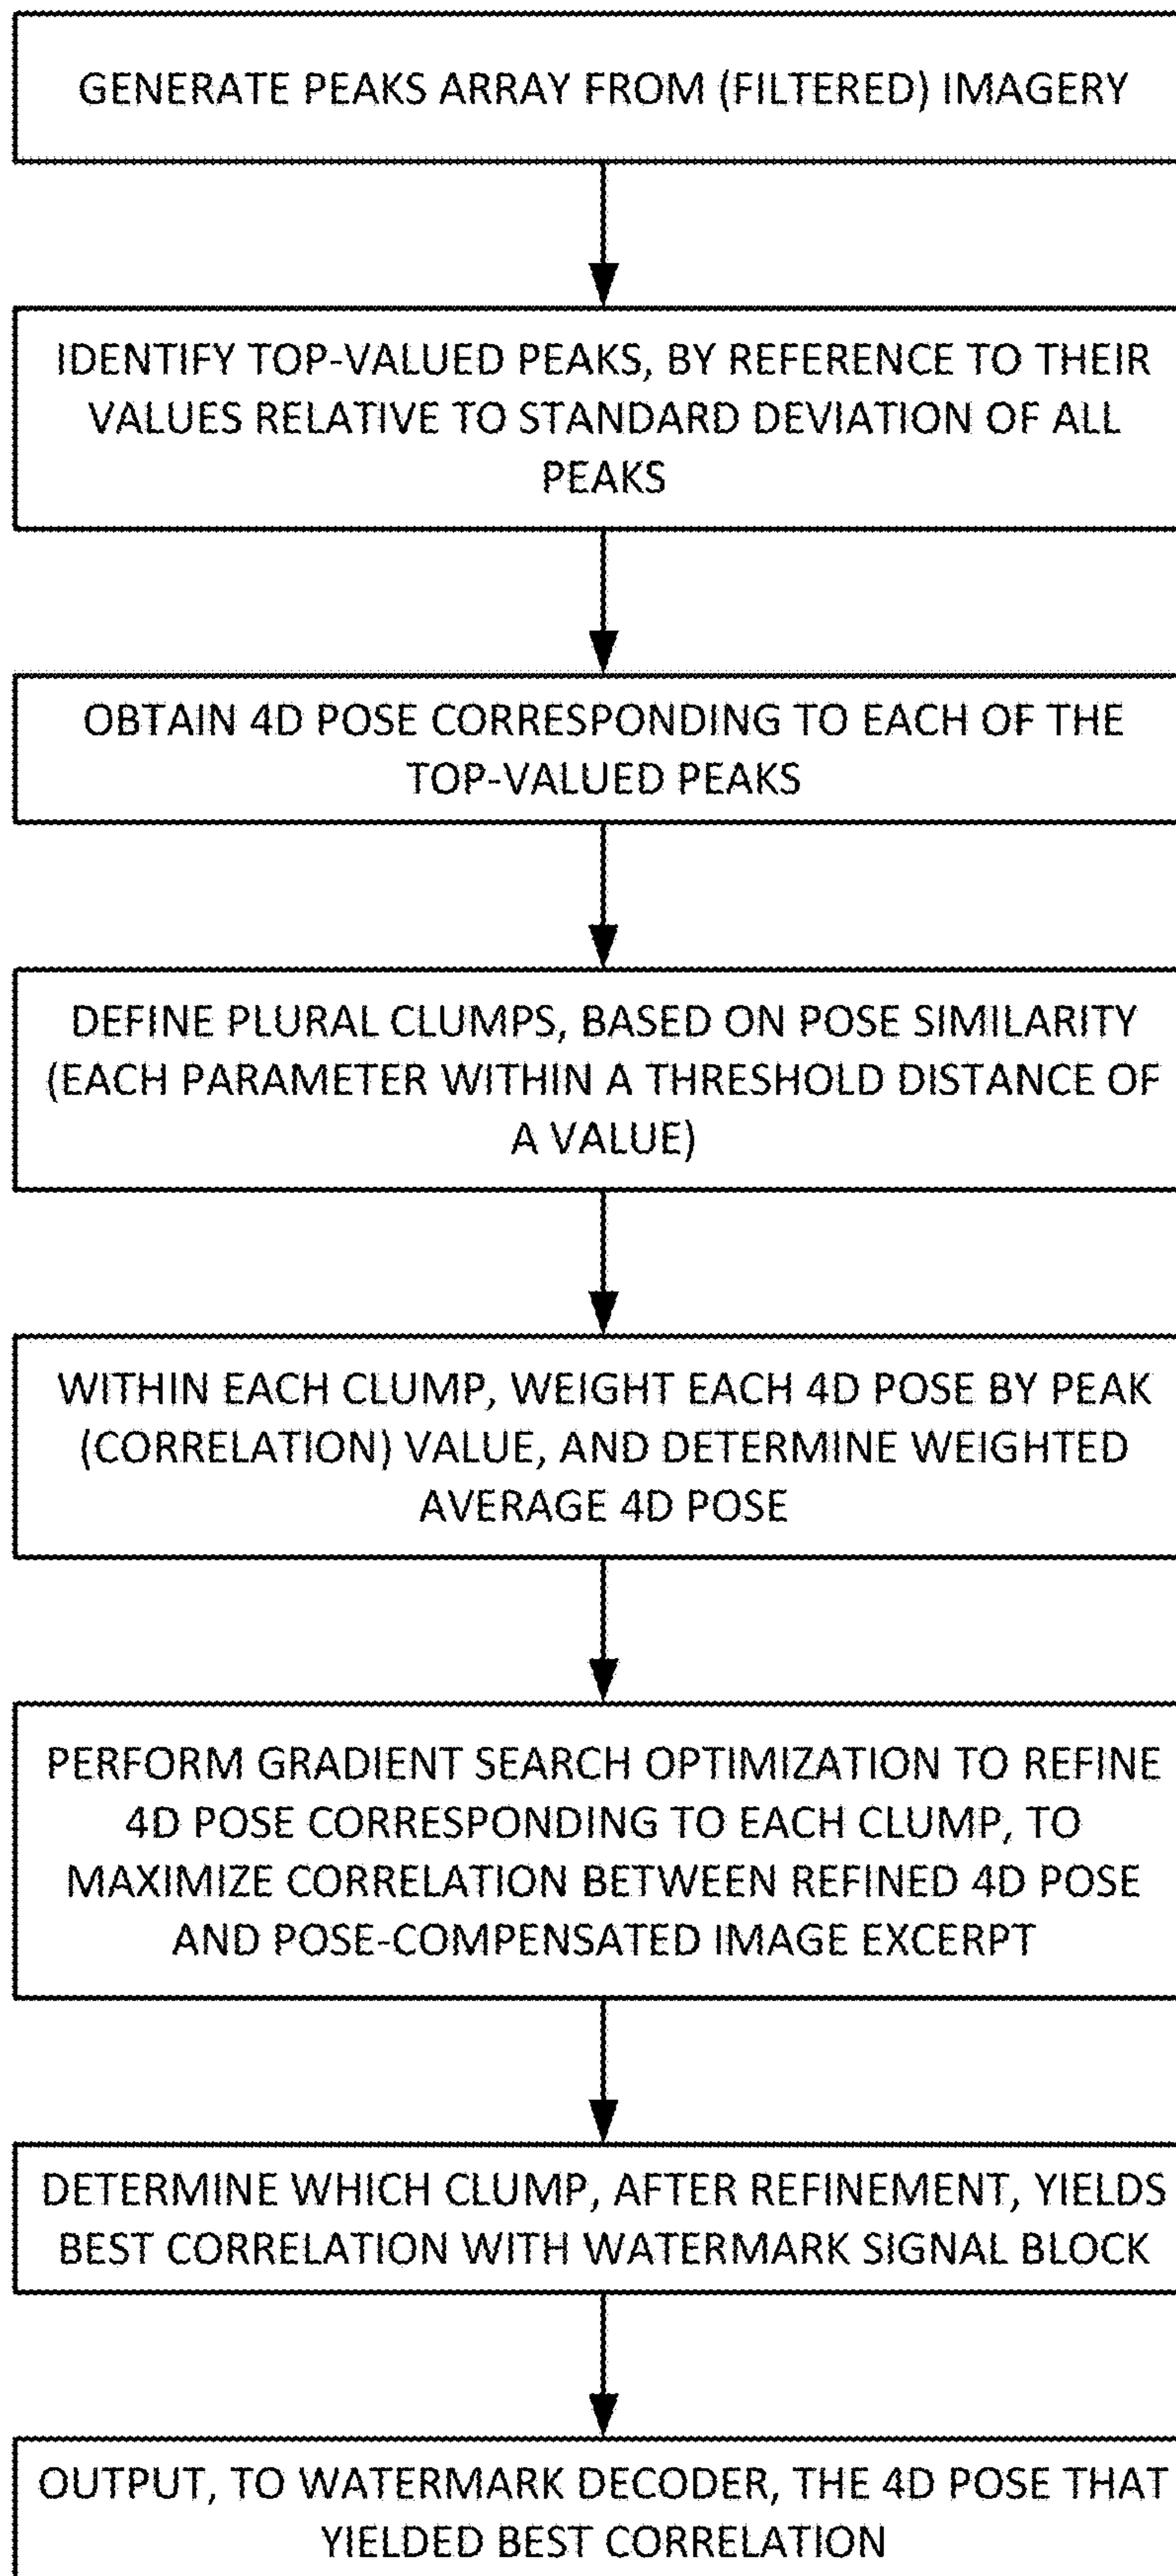 GENERATE PEAKS ARRAY FROM (FILTERED) IMAGERY
IDENTIFY TOP-VALUED PEAKS, BY REFERENCE TO THEIR
VALUES RELATIVE TO STANDARD DEVIATION OF ALL
PEAKS
OBTAIN 4D POSE CORRESPONDING TO EACH OF THE
TOP-VALUED PEAKS
DEFINE PLURAL CLUMPS, BASED ON POSE SIMILARITY
(EACH PARAMETER WITHIN A THRESHOLD DISTANCE OF
A VALUE)
WITHIN EACH CLUMP, WEIGHT EACH 4D POSE BY PEAK
(CORRELATION) VALUE, AND DETERMINE WEIGHTED
AVERAGE 4D POSE
PERFORM GRADIENT SEARCH OPTIMIZATION TO REFINE
4D POSE CORRESPONDING TO EACH CLUMP, TO
MAXIMIZE CORRELATION BETWEEN REFINED 4D POSE
AND POSE-COMPENSATED IMAGE EXCERPT
DETERMINE WHICH CLUMP, AFTER REFINEMENT, YIELDS
BEST CORRELATION WITH WATERMARK SIGNAL BLOCK
OUTPUT, TO WATERMARK DECODER, THE 4D POSE THAT
YIELDED BEST CORRELATION